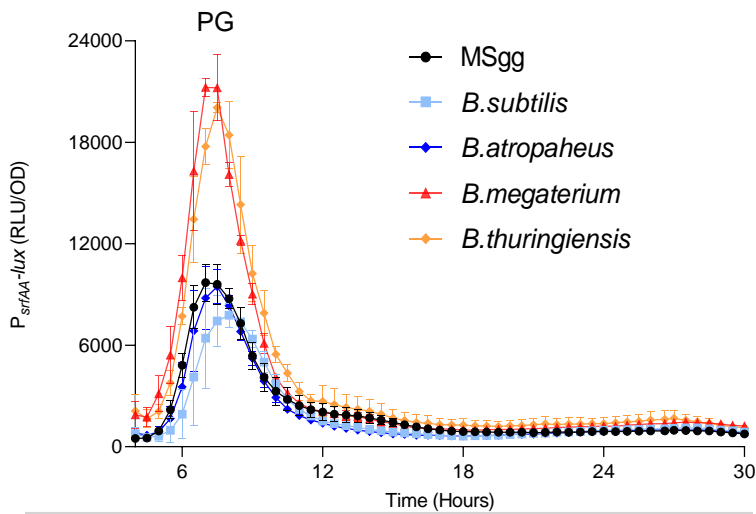 PG
24000
18000
12000
6000
0
P_srfAA-lux (RLU/OD)
MSgg
B.subtilis
B.atropaheus
B.megaterium
B.thuringiensis
6 12 18 24 30
Time (Hours)